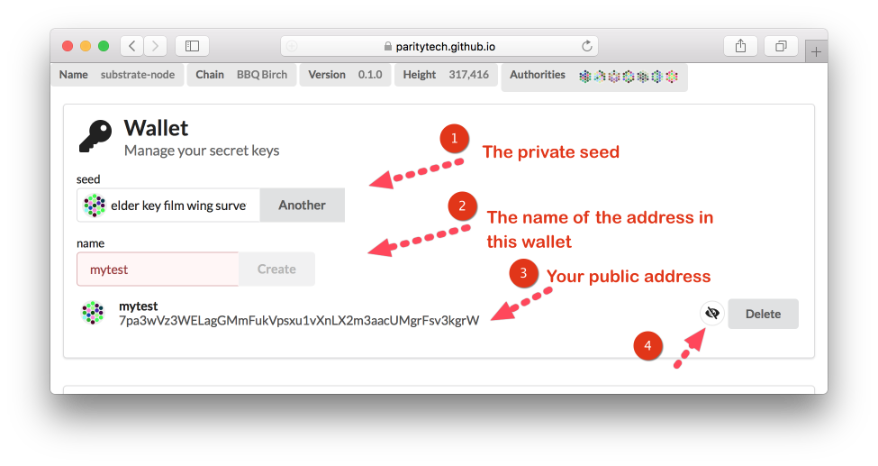 paritytech.github.io
Name substrate-node Chain BBQ Birch Version 0.1.0 Height 317,416 Authorities
Wallet
Manage your secret keys
1
The private seed
seed
elder key film wing surve Another
2
The name of the address in
this wallet
name
mytest Create
3
Your public address
mytest
7pa3wVz3WELagGMmFukVpsxu1vXnLX2m3aacUMgrFsv3kgrW
Delete
4